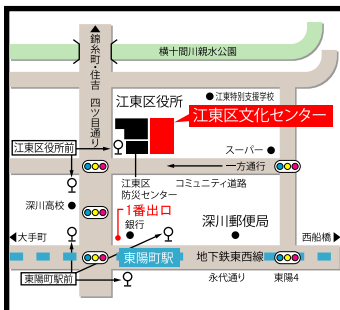 横十間川親水公園
▲錦糸町・住吉
四ツ目通り
江東区役所
江東特別支援学校
江東区文化センター
江東区役所前
スーパー
一方通行
江東区
防災センター
コミュニティ道路
深川高校
1番出口
銀行
深川郵便局
◀大手町
西船橋▶
東陽町駅
地下鉄東西線
東陽町駅前
永代通り
東陽4